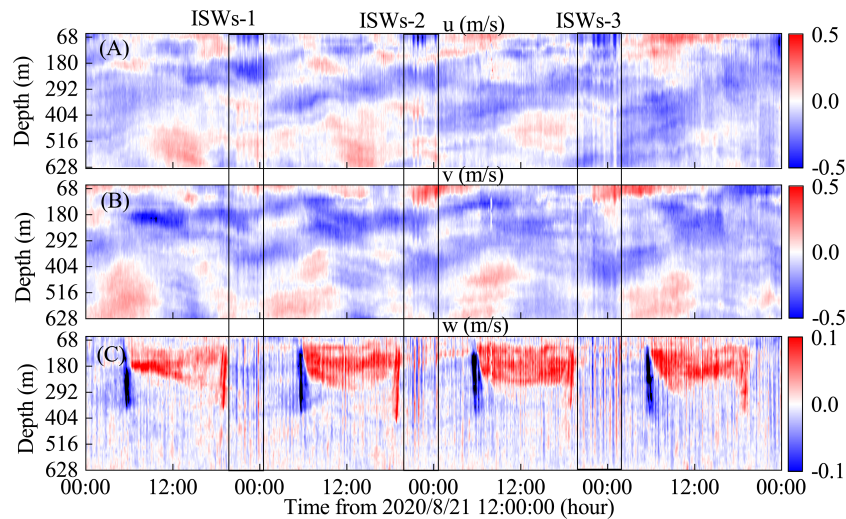 ISWs-1 ISWs-2 u (m/s) ISWs-3
(A)
Depth (m)
68
180
292
404
516
628
0.5
0.0
-0.5
v (m/s)
(B)
Depth (m)
68
180
292
404
516
628
0.5
0.0
-0.5
w (m/s)
(C)
Depth (m)
68
180
292
404
516
628
0.1
0.0
-0.1
00:00 12:00 00:00 12:00 00:00 12:00 00:00 12:00 00:00
Time from 2020/8/21 12:00:00 (hour)